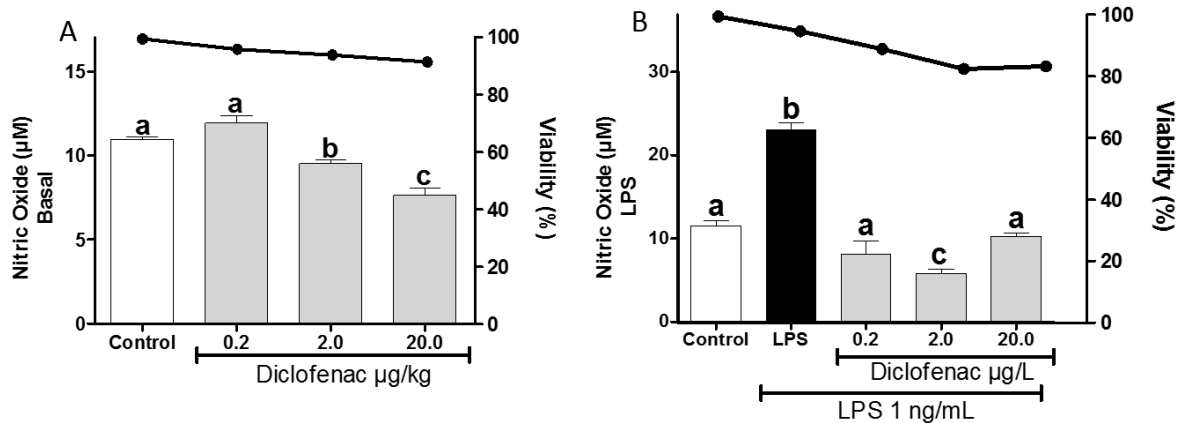 A
Nitric Oxide (µM)
Basal
15
10
5
0
a
a
b
c
100
80
60
40
20
0
Viability (% )
Control
0.2
2.0
20.0
Diclofenac µg/kg
B
Nitric Oxide (µM)
LPS
30
20
10
0
a
b
a
c
a
100
80
60
40
20
0
Viability (%)
Control
LPS
0.2
2.0
20.0
Diclofenac µg/L
LPS 1 ng/mL